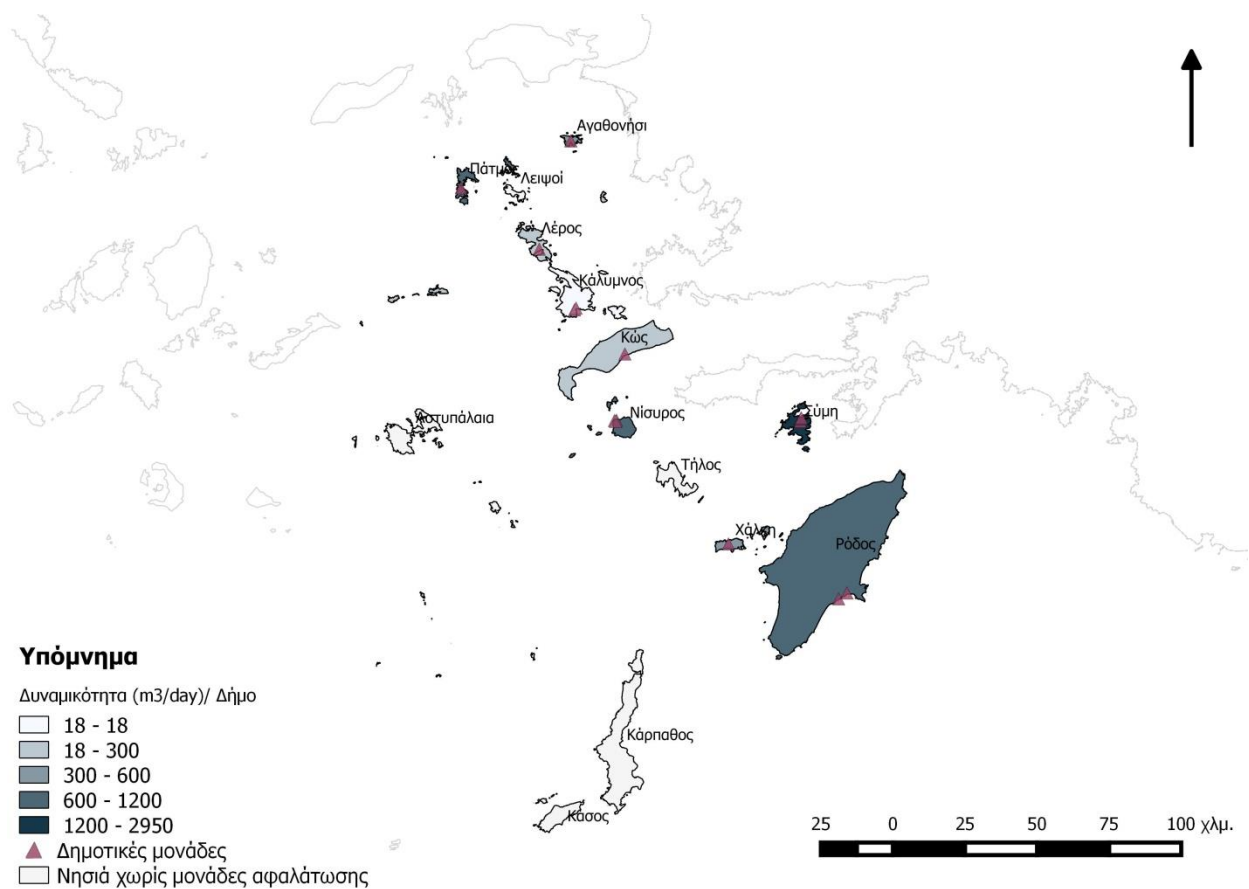 Αγαθονήσι
Πάτμος
Λειψοί
Λέρος
Κάλυμνος
Κώς
Αστυπάλαια
Νίσυρος
Σύμη
Τήλος
Χάλκη
Ρόδος
Κάρπαθος
Κάσος
Υπόμνημα
Δυναμικότητα (m3/day)/ Δήμο
18 - 18
18 - 300
300 - 600
600 - 1200
1200 - 2950
Δημοτικές μονάδες
Νησιά χωρίς μονάδες αφαλάτωσης
25 0 25 50 75 100 χλμ.